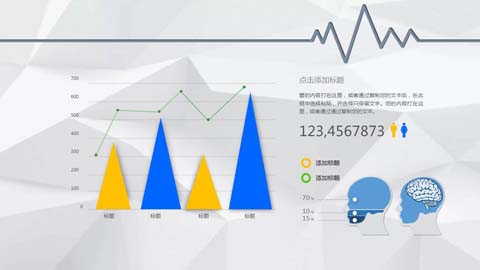 点击添加标题
您的内容打在这里，或者通过复制您的文本后，在此
框中选择粘贴，并选择只保留文字。您的内容打在这
里，或者通过通过复制您的文本。
123,4567873
添加标题
添加标题
70%
10%
15%
700
600
500
400
300
200
100
0
标题
标题
标题
标题